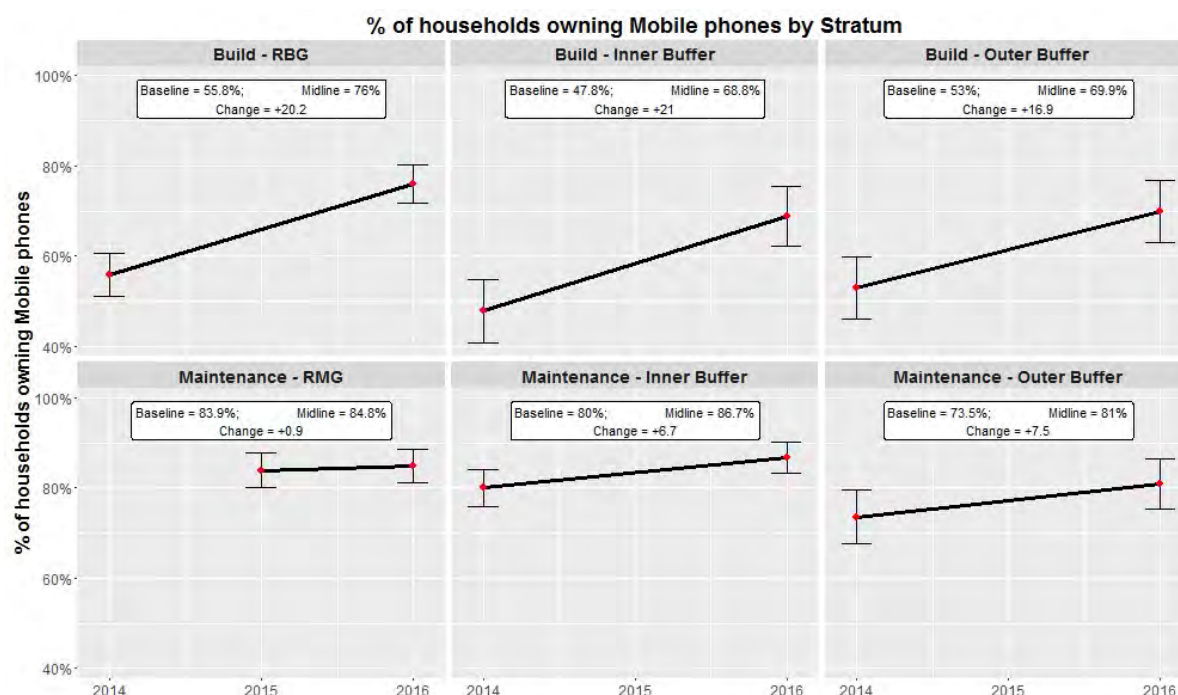 % of households owning Mobile phones by Stratum
% of households owning Mobile phones
Build - RBG
Baseline = 55.8%; Midline = 76%
Change = +20.2
Build - Inner Buffer
Baseline = 47.8%; Midline = 68.8%
Change = +21
Build - Outer Buffer
Baseline = 53%; Midline = 69.9%
Change = +16.9
100%
80%
60%
40%
Maintenance - RMG
Baseline = 83.9%; Midline = 84.8%
Change = +0.9
Maintenance - Inner Buffer
Baseline = 80%; Midline = 86.7%
Change = +6.7
Maintenance - Outer Buffer
Baseline = 73.5%; Midline = 81%
Change = +7.5
100%
80%
60%
40%
2014 2015 2016
2014 2015 2016
2014 2015 2016